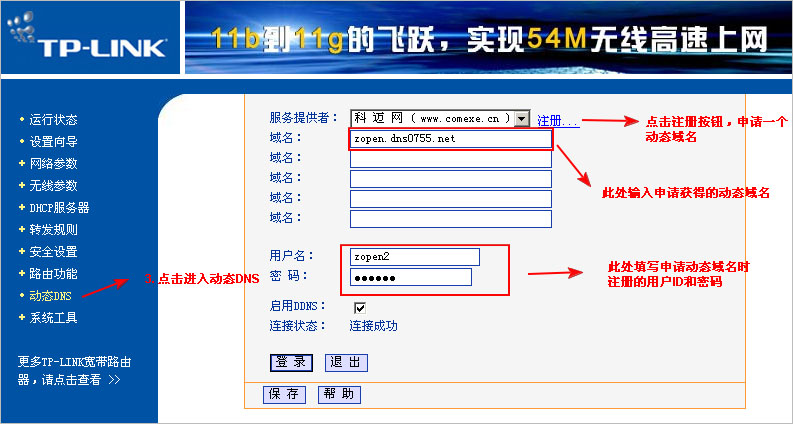 TP-LINK
11b到11g的飞跃，实现54M无线高速上网
运行状态
设置向导
网络参数
无线参数
DHCP服务器
转发规则
安全设置
路由功能
动态DNS
系统工具
更多TP-LINK宽带路由
器，请点击查看 >>
3. 点击进入动态DNS
服务提供者： 科 迈 网 ( www.comexe.cn ) 注册...
域名： zopen.dns0755.net
域名：
域名：
域名：
域名：
用户名： zopen2
密 码： ●●●●●●
启用DDNS：
连接状态： 连接成功
登 录 退 出
保 存 帮 助
点击注册按钮，申请一个
动态域名
此处输入申请获得的动态域名
此处填写申请动态域名时
注册的用户ID和密码